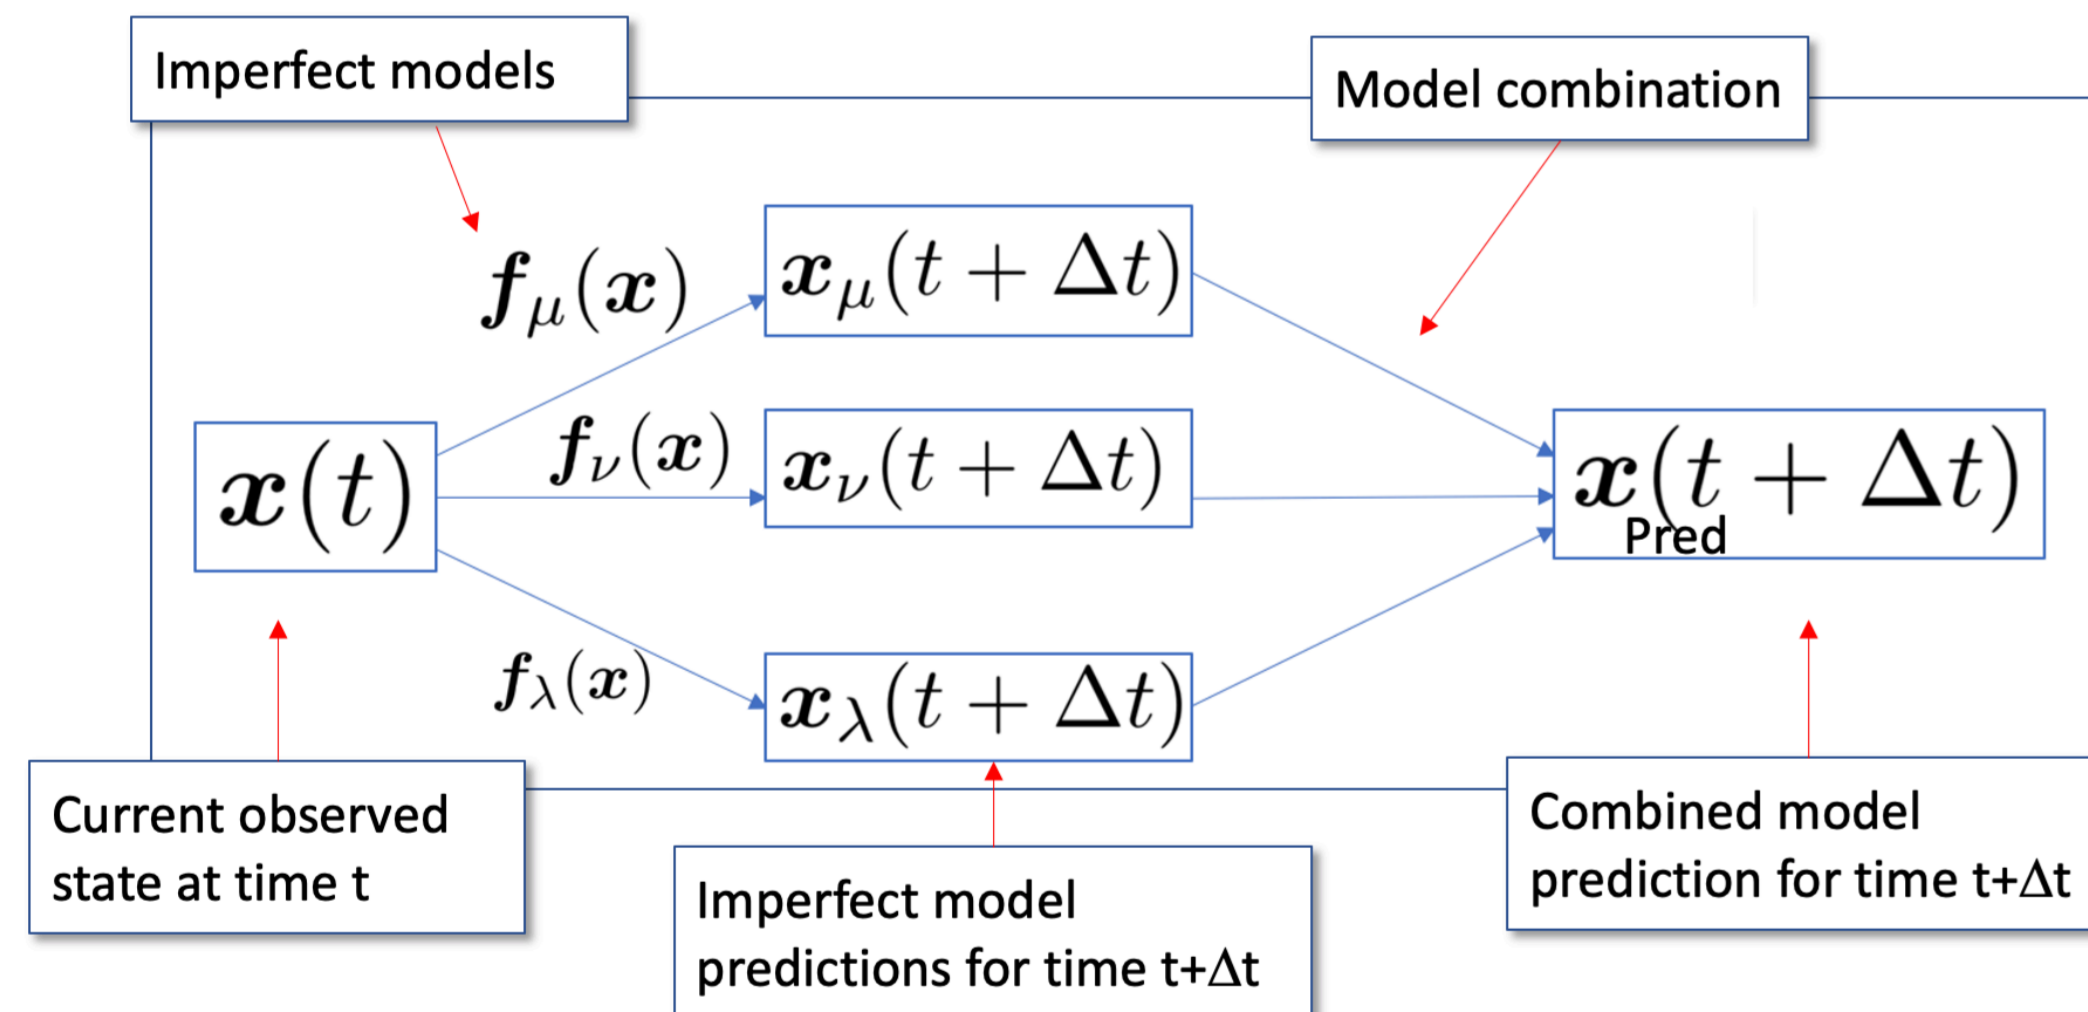 Imperfect models
Model combination
𝒇_μ(𝒙)
𝒙_μ(t + Δt)
𝒇_ν(𝒙)
𝒙_ν(t + Δt)
𝒙(t)
𝒙(t + Δt)
Pred
𝒇_λ(𝒙)
𝒙_λ(t + Δt)
Current observed
state at time t
Imperfect model
predictions for time t+Δt
Combined model
prediction for time t+Δt